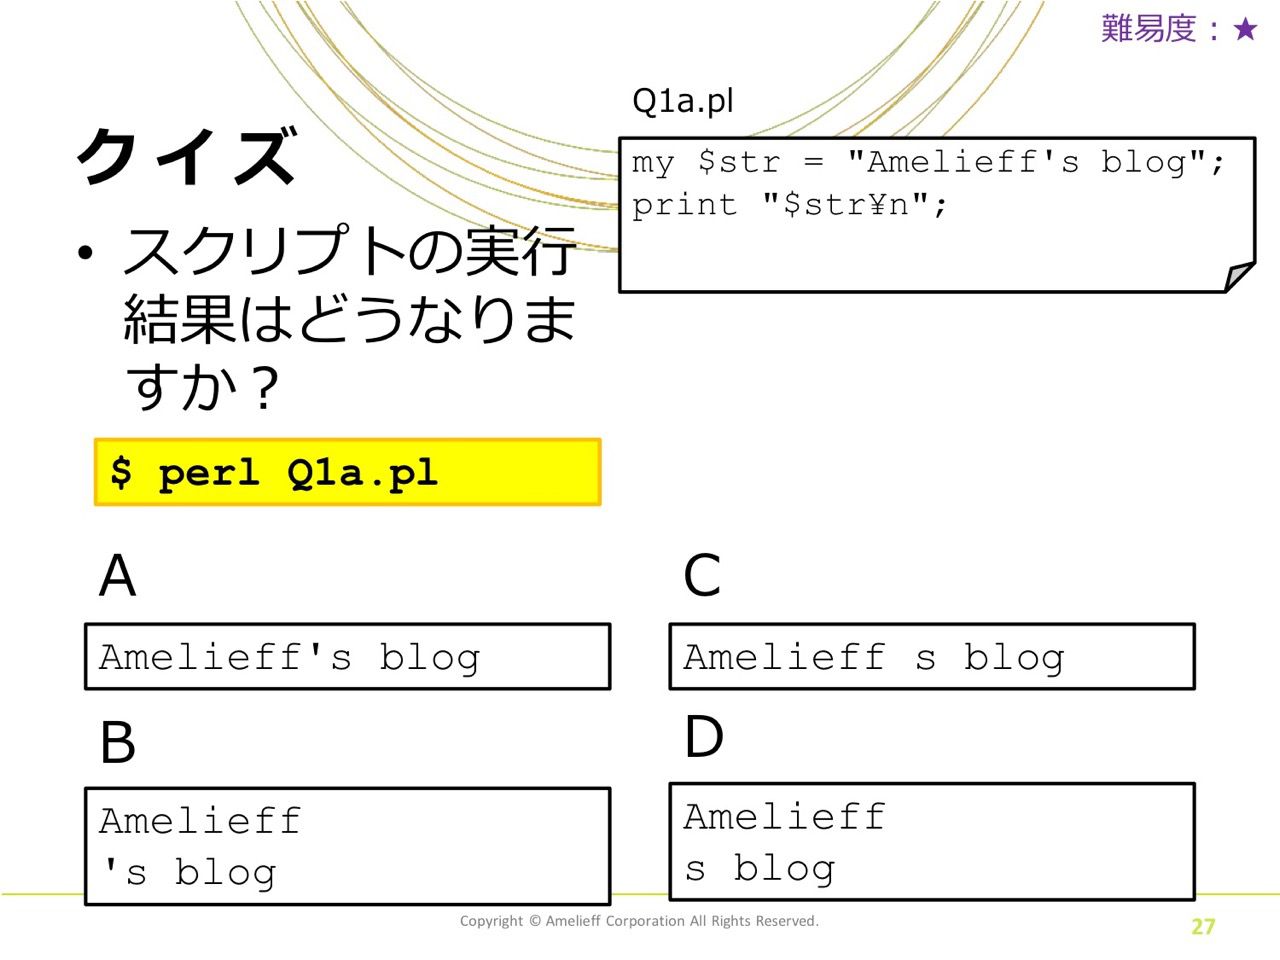 難易度：★
Q1a.pl
my $str = "Amelieff's blog";
print "$str¥n";
クイズ
• スクリプトの実行
結果はどうなりま
すか？
$ perl Q1a.pl
A
Amelieff's blog
B
Amelieff
's blog
C
Amelieff s blog
D
Amelieff
s blog
Copyright © Amelieff Corporation All Rights Reserved.
27